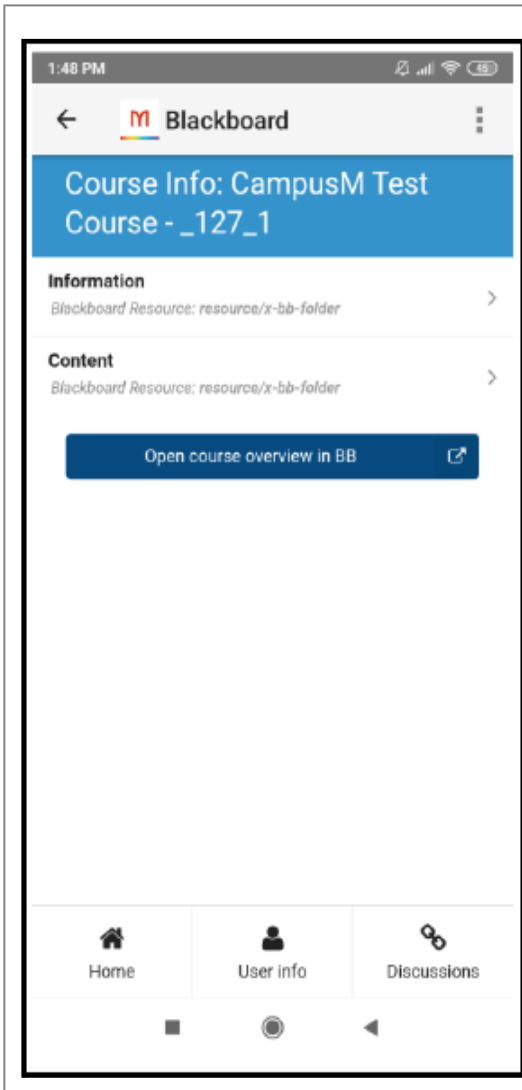 1:48 PM
45
Blackboard
Course Info: CampusM Test
Course - _127_1
Information
Blackboard Resource: resource/x-bb-folder
Content
Blackboard Resource: resource/x-bb-folder
Open course overview in BB
Home
User info
Discussions